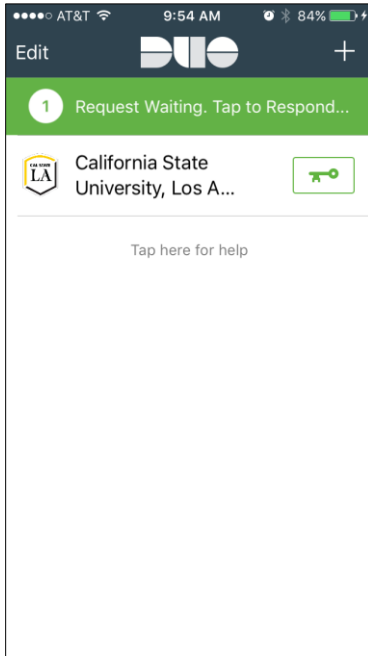 AT&T 9:54 AM 84%
Edit DUO +
1 Request Waiting. Tap to Respond...
CAL STATE
LA
California State
University, Los A...
Tap here for help